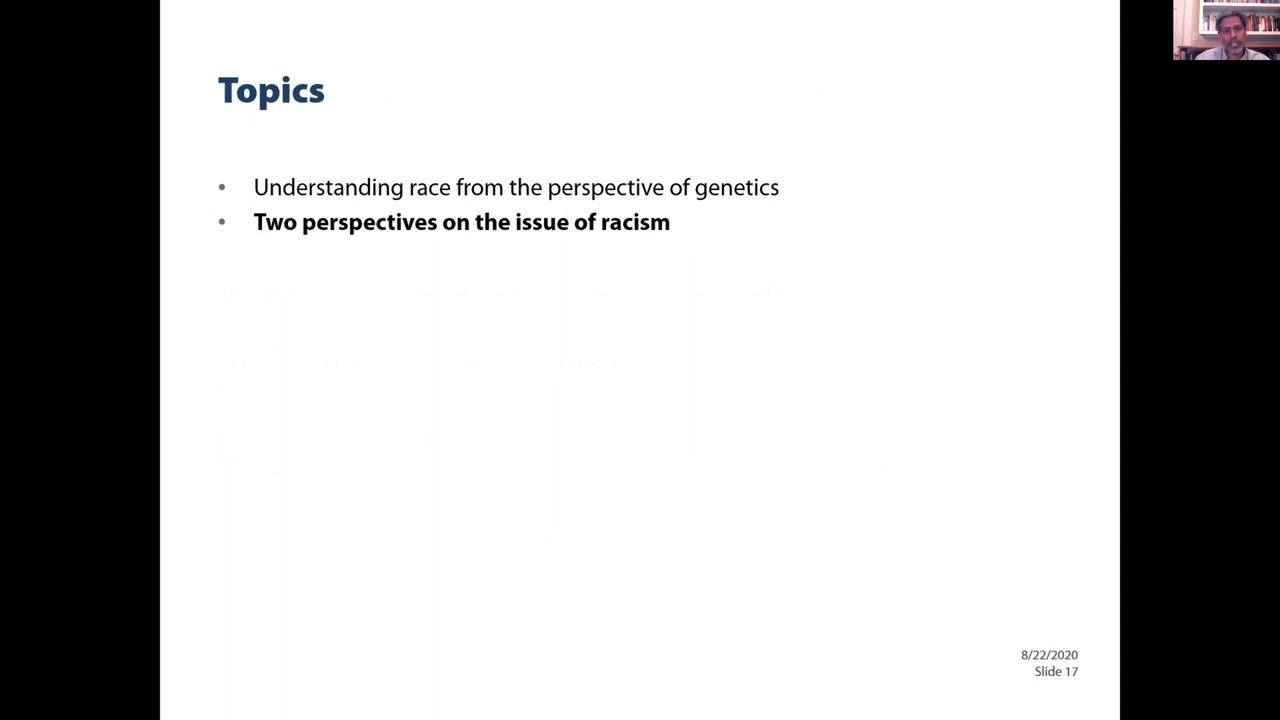 Topics
• Understanding race from the perspective of genetics
• Two perspectives on the issue of racism
8/22/2020
Slide 17